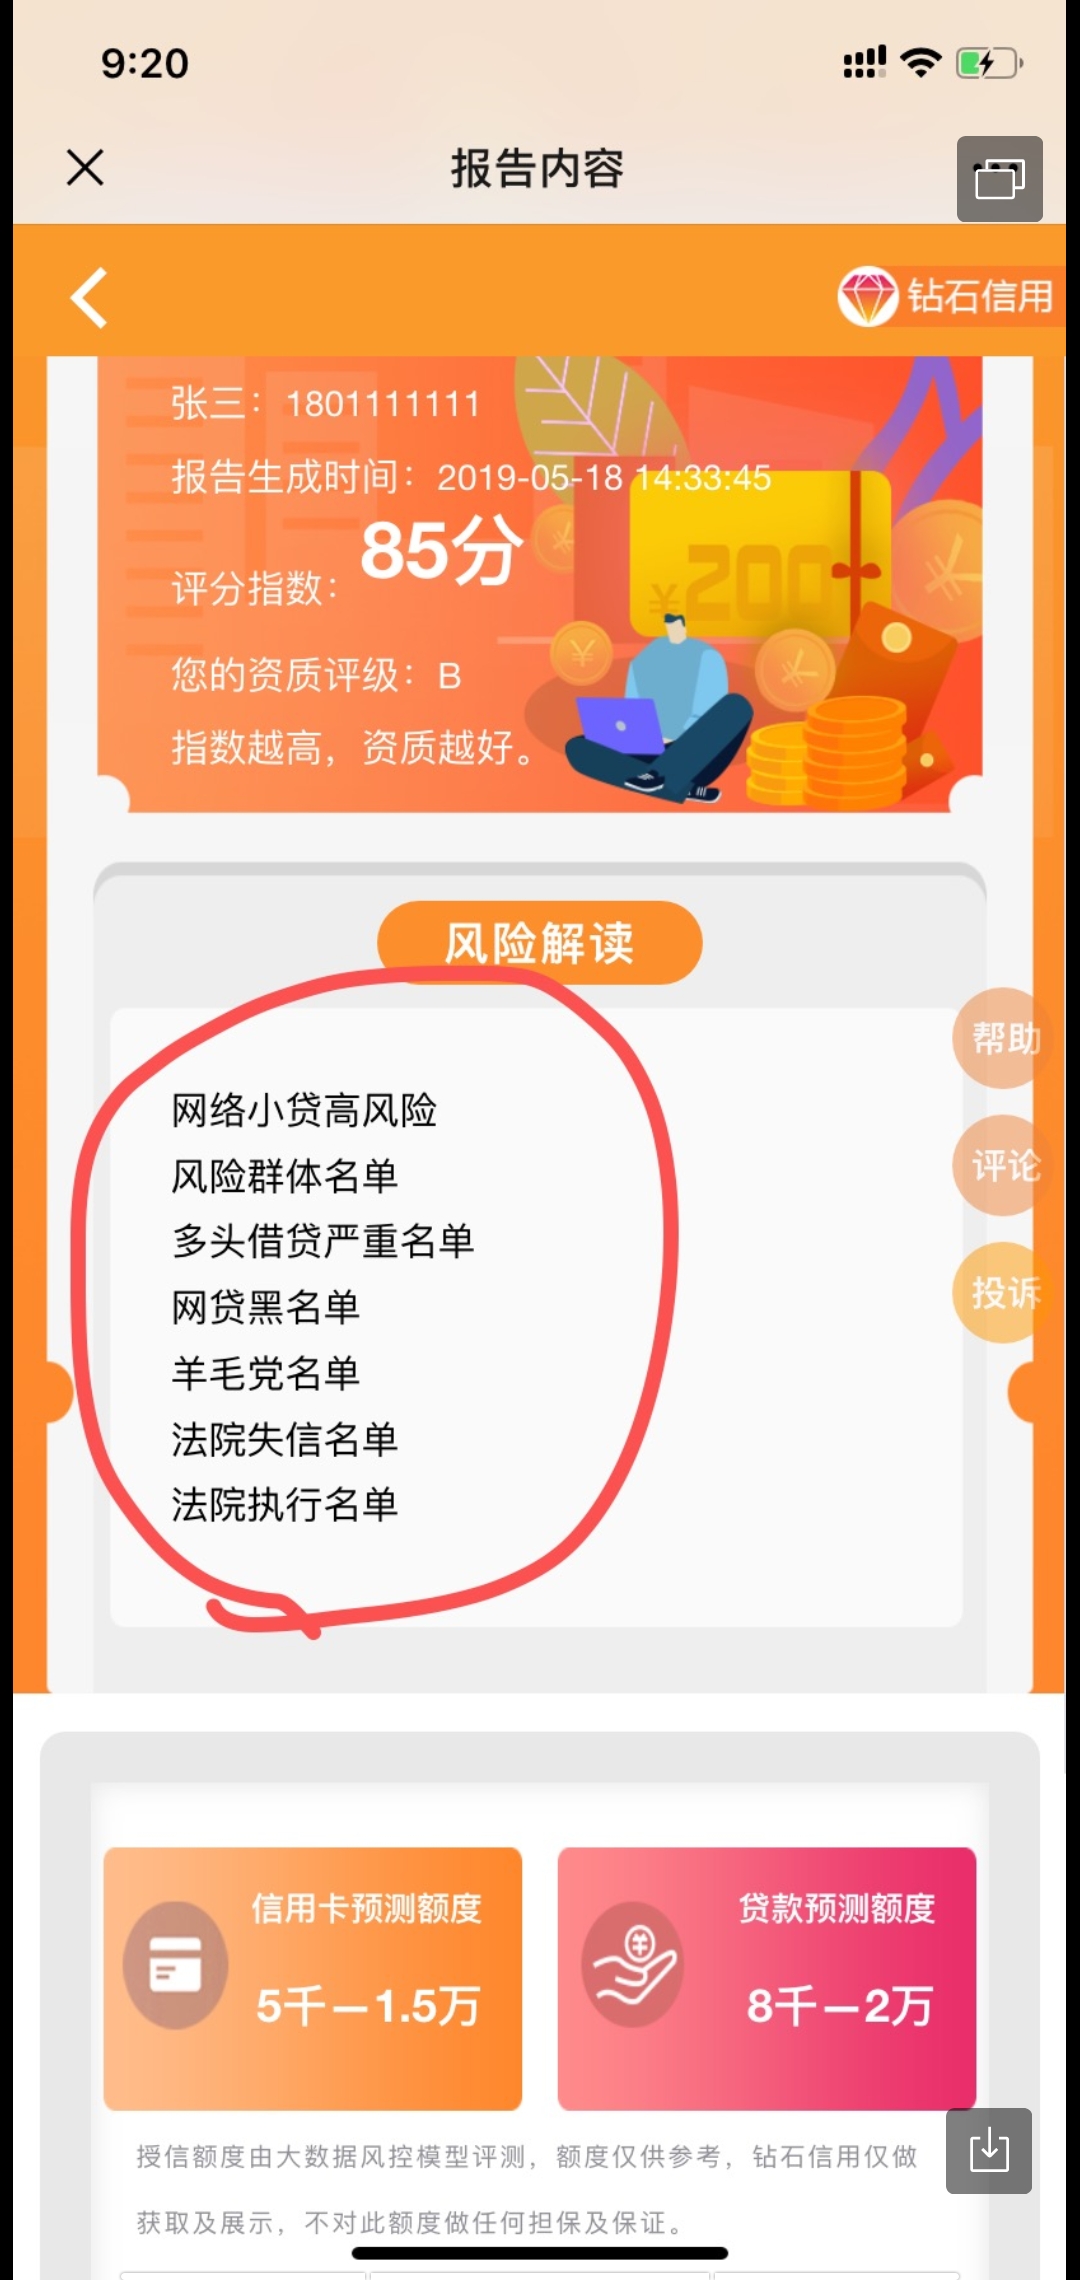 9:20
报告内容
钻石信用
张三：1801111111
报告生成时间：2019-05-18 14:33:45
评分指数：85分
¥200
您的资质评级：B
指数越高，资质越好。
风险解读
网络小贷高风险
风险群体名单
多头借贷严重名单
网贷黑名单
羊毛党名单
法院失信名单
法院执行名单
帮助
评论
投诉
信用卡预测额度
5千—1.5万
贷款预测额度
8千—2万
授信额度由大数据风控模型评测，额度仅供参考，钻石信用仅做
获取及展示，不对此额度做任何担保及保证。